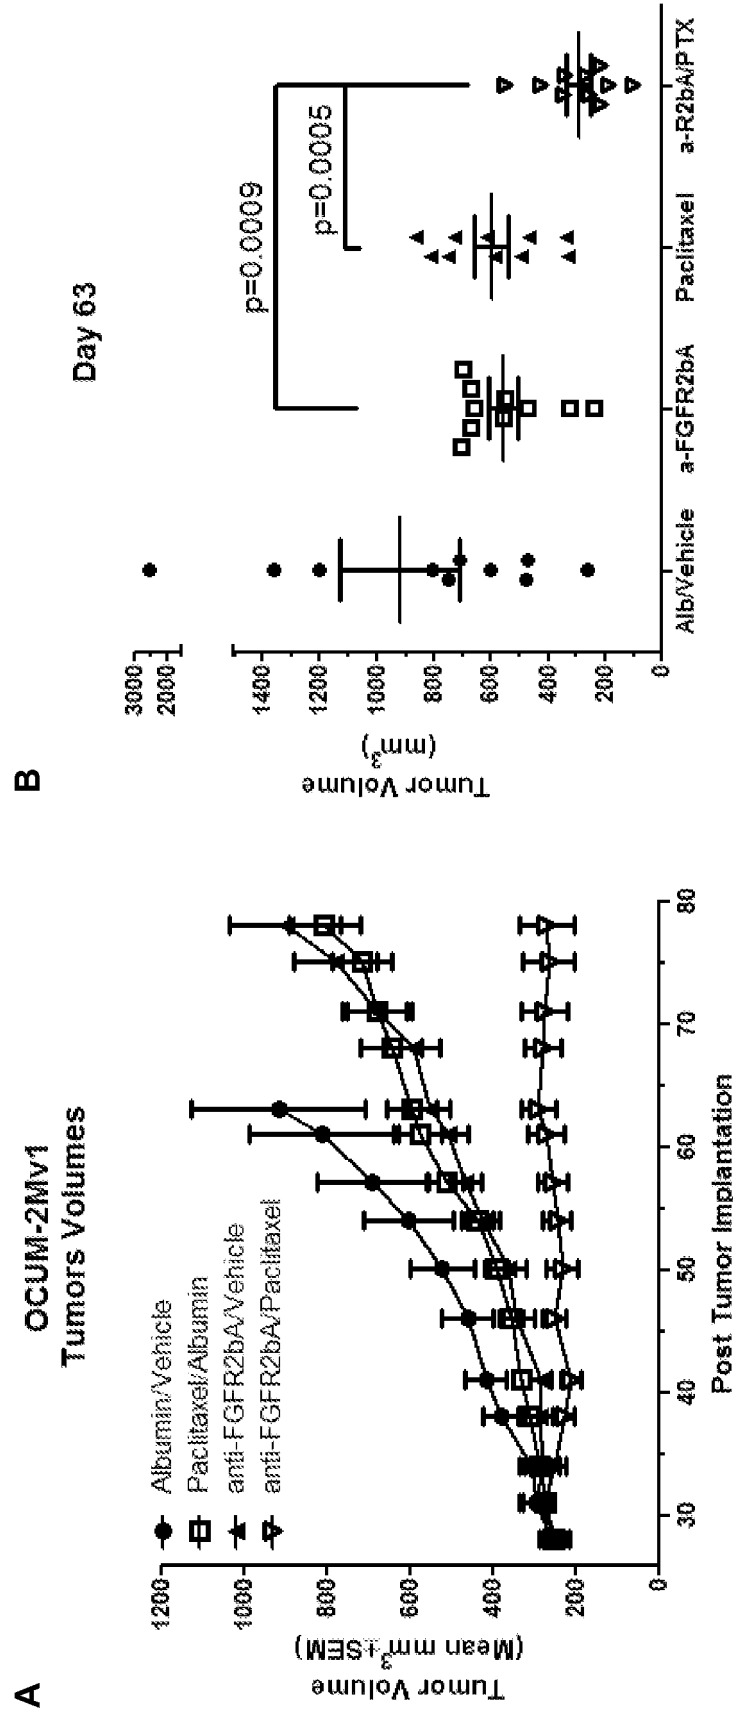 A
OCUM-2Mv1
Tumors Volumes
Albumin/Vehicle
Paclitaxel/Albumin
anti-FGFR2bA/Vehicle
anti-FGFR2bA/Paclitaxel
Tumor Volume
(Mean mm³±SEM)
1200
1000
800
600
400
200
0
30
40
50
60
70
80
Post Tumor Implantation
B
Day 63
p=0.0009
p=0.0005
Tumor Volume
(mm³)
3000
2000
1400
1200
1000
800
600
400
200
0
Alb/Vehicle
a-FGFR2bA
Paclitaxel
a-R2bA/PTX